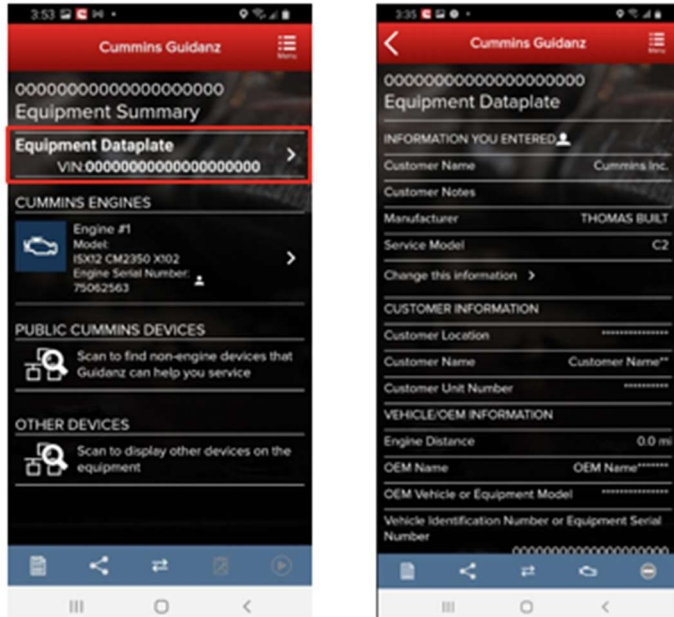 3:53
Cummins Guidanz
Menu
00000000000000000000
Equipment Summary
Equipment Dataplate
VIN:00000000000000000000
CUMMINS ENGINES
Engine #1
Model:
ISX12 CM2350 X102
Engine Serial Number:
75062563
PUBLIC CUMMINS DEVICES
Scan to find non-engine devices that
Guidanz can help you service
OTHER DEVICES
Scan to display other devices on the
equipment
3:35
Cummins Guidanz
Menu
00000000000000000000
Equipment Dataplate
INFORMATION YOU ENTERED
Customer Name Cummins Inc.
Customer Notes
Manufacturer THOMAS BUILT
Service Model C2
Change this information >
CUSTOMER INFORMATION
Customer Location ***************
Customer Name Customer Name**
Customer Unit Number **********
VEHICLE/OEM INFORMATION
Engine Distance 0.0 mi
OEM Name OEM Name*******
OEM Vehicle or Equipment Model ***************
Vehicle Identification Number or Equipment Serial
Number
00000000000000000000